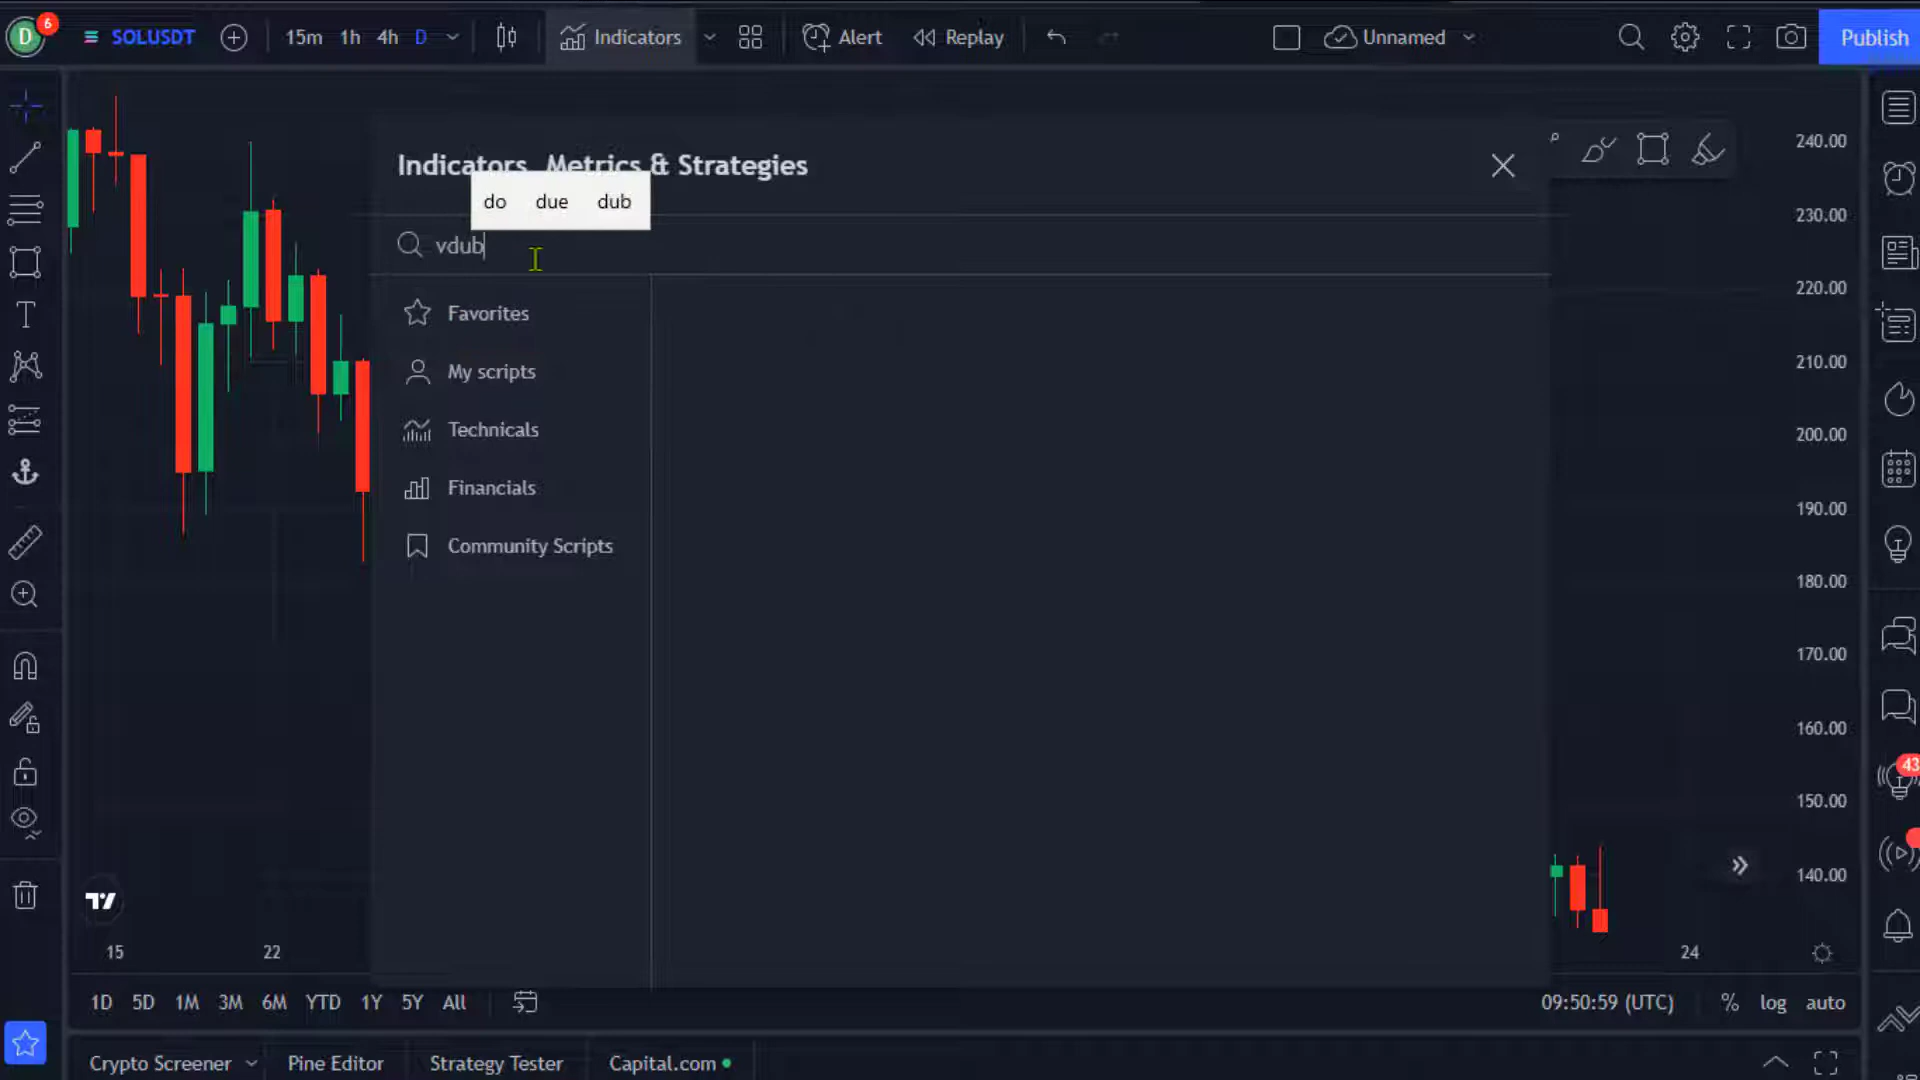 D 6 SOLUSDT 15m 1h 4h D Indicators Alert Replay Unnamed Publish
Indicators, Metrics & Strategies
do due dub
vdub
Favorites
My scripts
Technicals
Financials
Community Scripts
240.00
230.00
220.00
210.00
200.00
190.00
180.00
170.00
160.00
150.00
140.00
43
15 22 24
1D 5D 1M 3M 6M YTD 1Y 5Y All 09:50:59 (UTC) % log auto
Crypto Screener Pine Editor Strategy Tester Capital.com